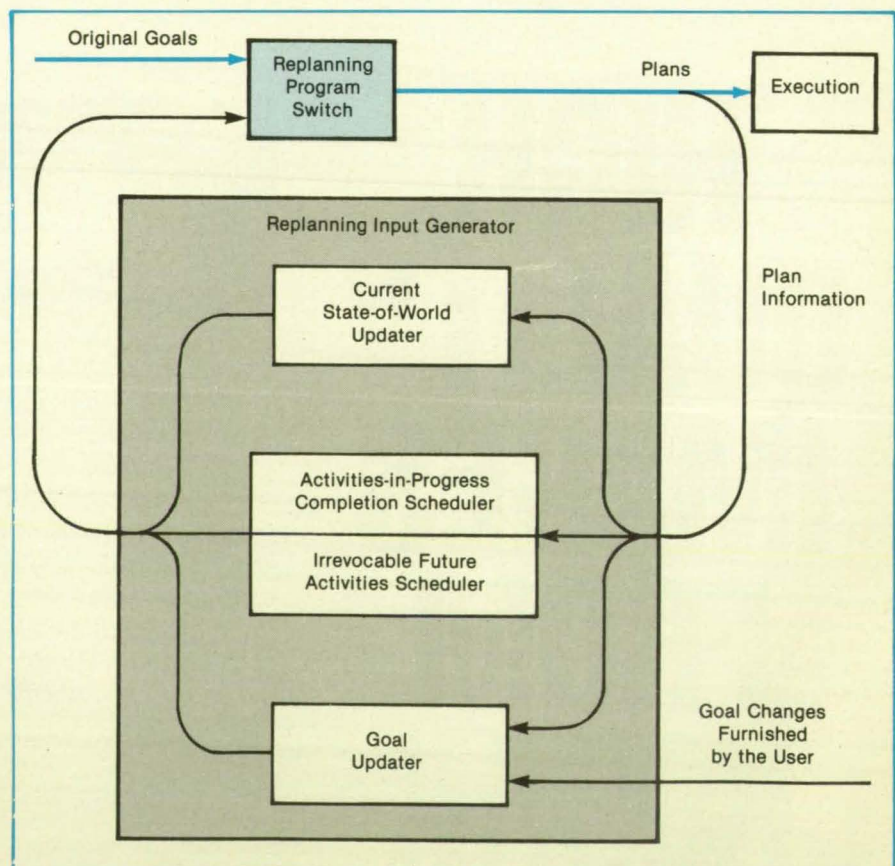 Original Goals
Replanning
Program
Switch
Plans
Execution
Replanning Input Generator
Current
State-of-World
Updater
Plan
Information
Activities-in-Progress
Completion Scheduler
Irrevocable Future
Activities Scheduler
Goal
Updater
Goal Changes
Furnished
by the User